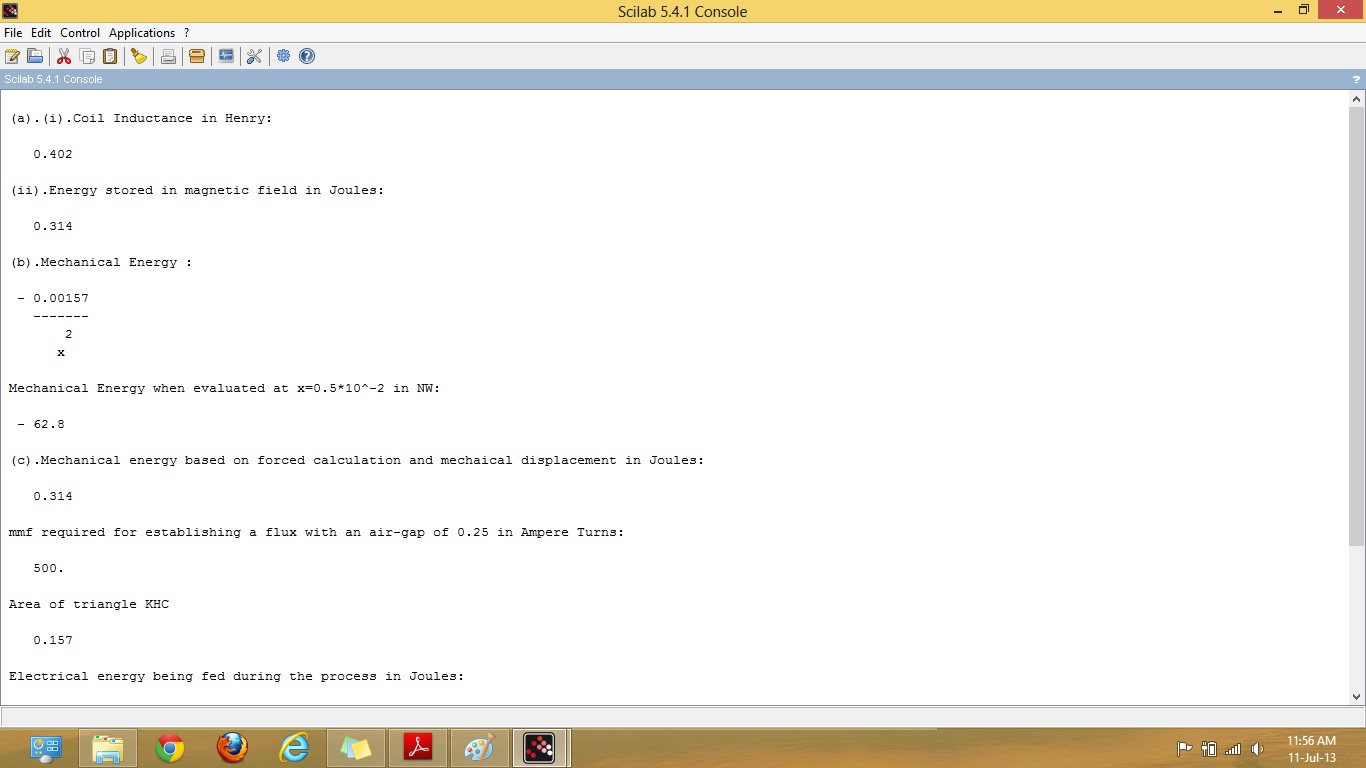 Scilab 5.4.1 Console
File Edit Control Applications ?
Scilab 5.4.1 Console ?
(a).(i).Coil Inductance in Henry:
0.402
(ii).Energy stored in magnetic field in Joules:
0.314
(b).Mechanical Energy :
- 0.00157
-------
2
x
Mechanical Energy when evaluated at x=0.5*10^-2 in NW:
- 62.8
(c).Mechanical energy based on forced calculation and mechaical displacement in Joules:
0.314
mmf required for establishing a flux with an air-gap of 0.25 in Ampere Turns:
500.
Area of triangle KHC
0.157
Electrical energy being fed during the process in Joules:
11:56 AM
11-Jul-13